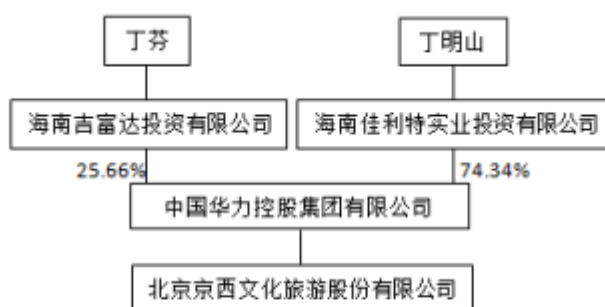 丁芬
丁明山
海南吉富达投资有限公司
海南佳利特实业投资有限公司
25.66%
74.34%
中国华力控股集团有限公司
北京京西文化旅游股份有限公司